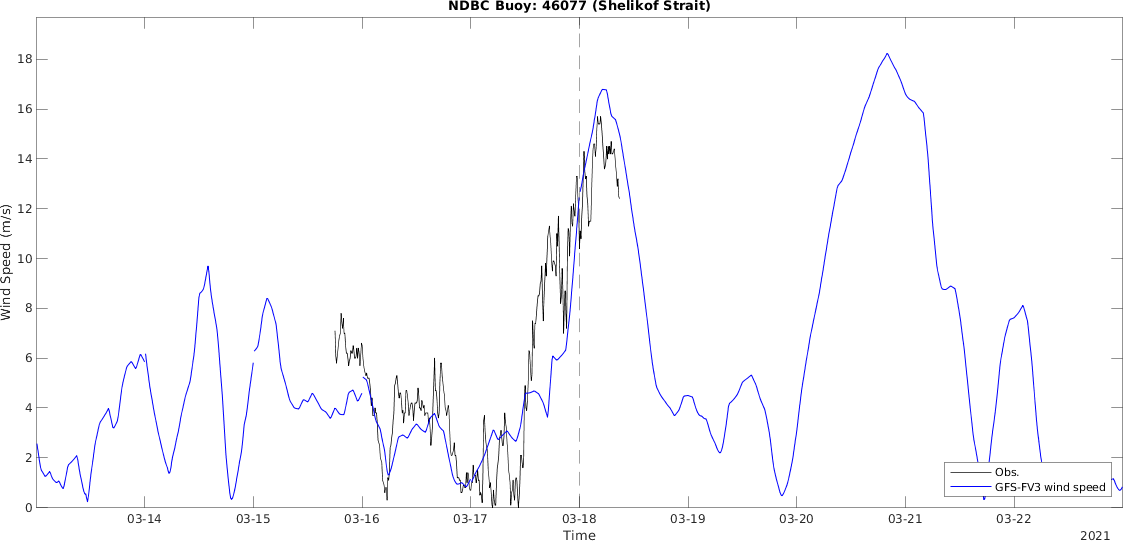 NDBC Buoy: 46077 (Shelikof Strait)
Wind Speed (m/s)
18
16
14
12
10
8
6
4
2
0
03-14 03-15 03-16 03-17 03-18 03-19 03-20 03-21 03-22
Time
2021
Obs.
GFS-FV3 wind speed